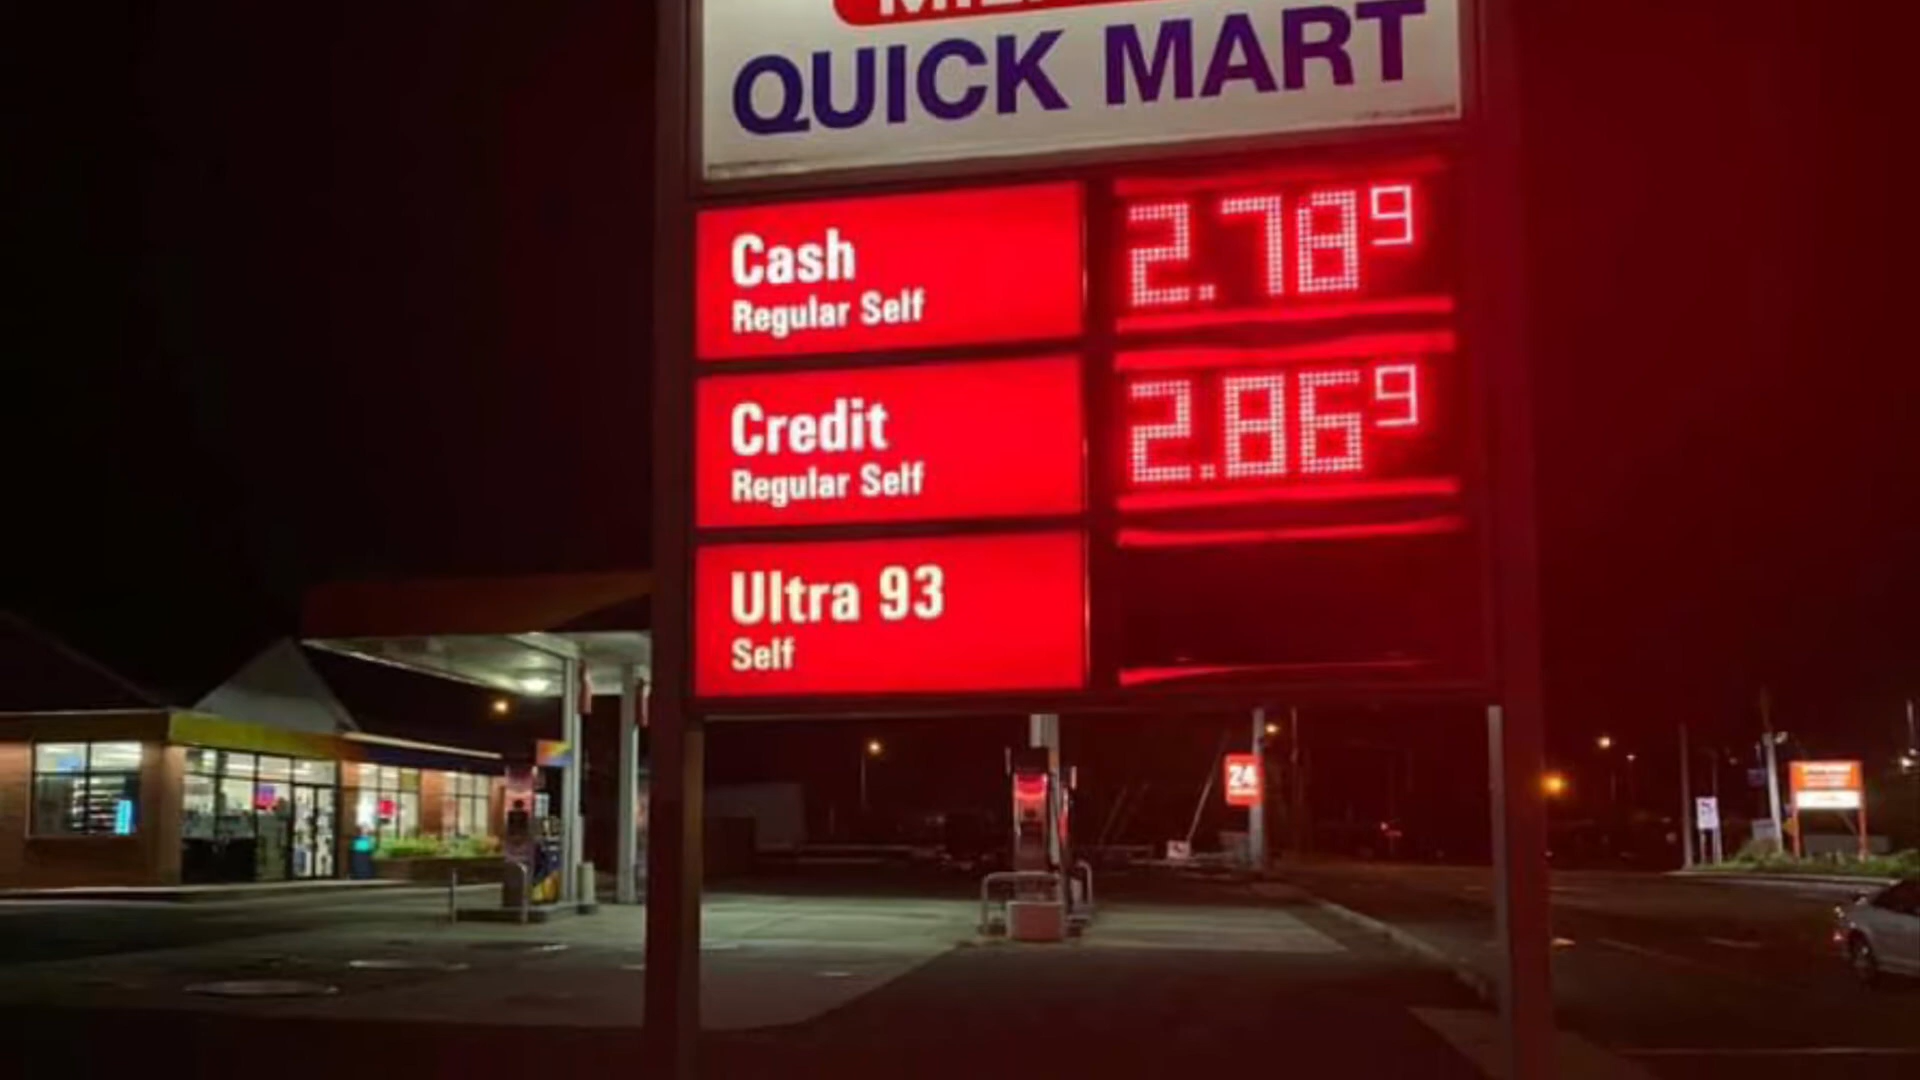 QUICK MART
Cash
Regular Self
2.78 9
Credit
Regular Self
2.86 9
Ultra 93
Self
24